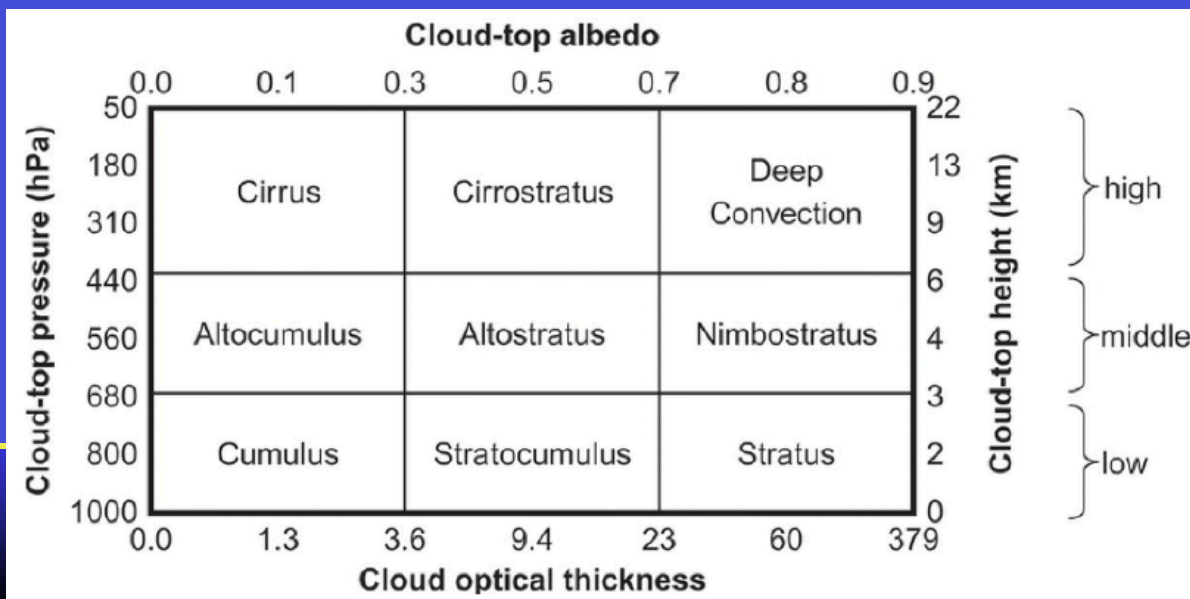 Cloud-top albedo
0.0 0.1 0.3 0.5 0.7 0.8 0.9
50 22
180 13
Cirrus Cirrostratus Deep
Convection
high
310 9
440 6
Altocumulus Altostratus Nimbostratus
560 4
middle
680 3
Cumulus Stratocumulus Stratus
800 2
low
1000 0
0.0 1.3 3.6 9.4 23 60 379
Cloud optical thickness
Cloud-top pressure (hPa)
Cloud-top height (km)